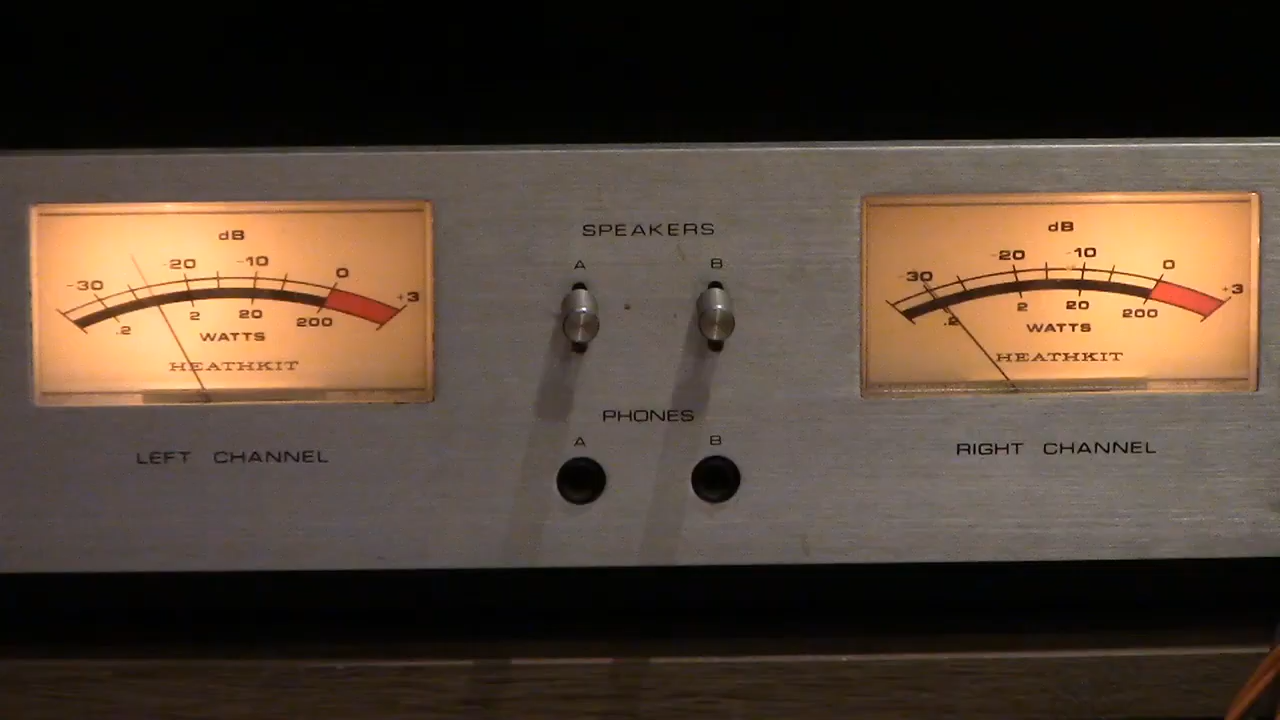 dB
-30 -20 -10 0 +3
.2 2 20 200
WATTS
HEATHKIT
LEFT CHANNEL
SPEAKERS
A B
PHONES
A B
dB
-30 -20 -10 0 +3
.2 2 20 200
WATTS
HEATHKIT
RIGHT CHANNEL